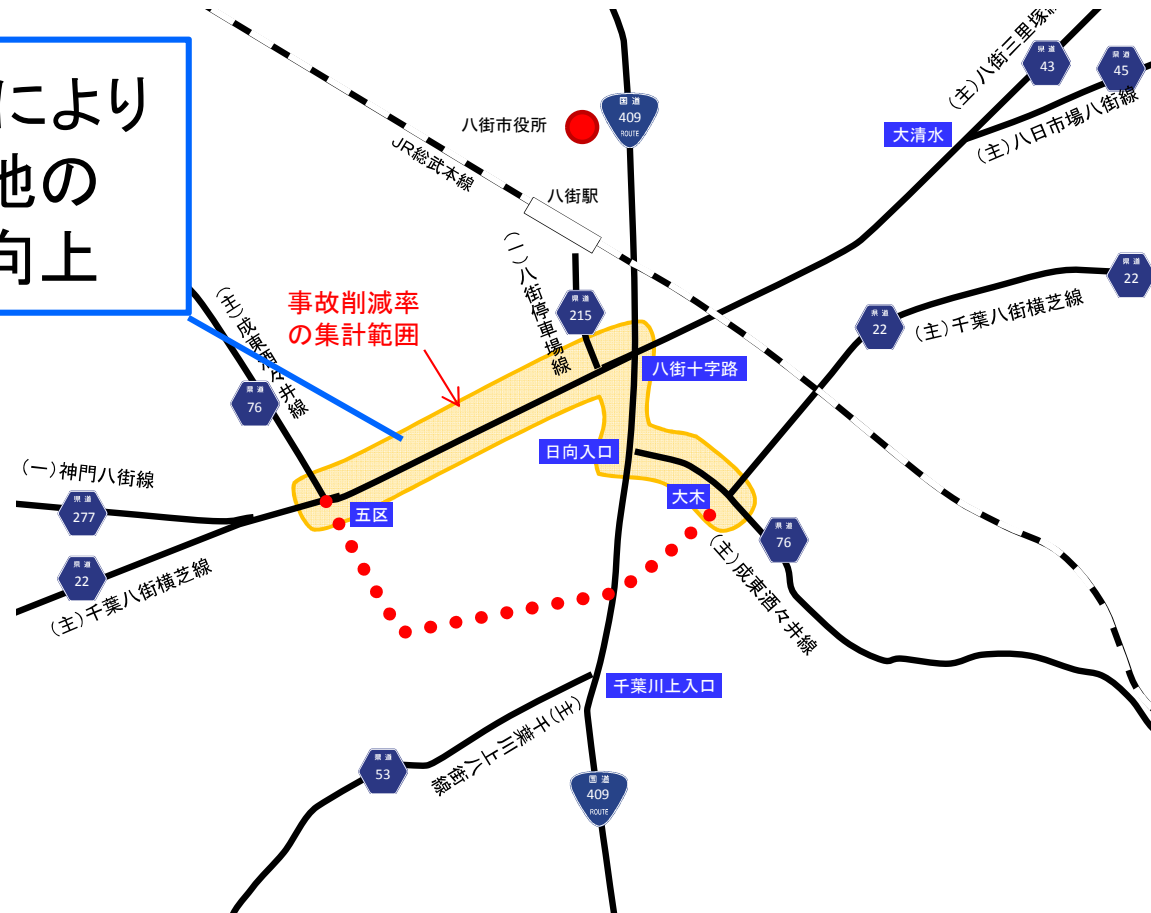 により
地の
向上
事故削減率
の集計範囲
八街市役所
国道
409
ROUTE
JR総武本線
八街駅
(一)八街停車場線
県道
215
(主)八街三里塚線
県道
43
県道
45
大清水
(主)八日市場八街線
県道
22
県道
22
(主)千葉八街横芝線
(主)成東酒々井線
県道
76
八街十字路
日向入口
大木
五区
(一)神門八街線
県道
277
県道
22
(主)千葉八街横芝線
県道
76
(主)成東酒々井線
千葉川上入口
(主)千葉川上八街線
県道
53
国道
409
ROUTE